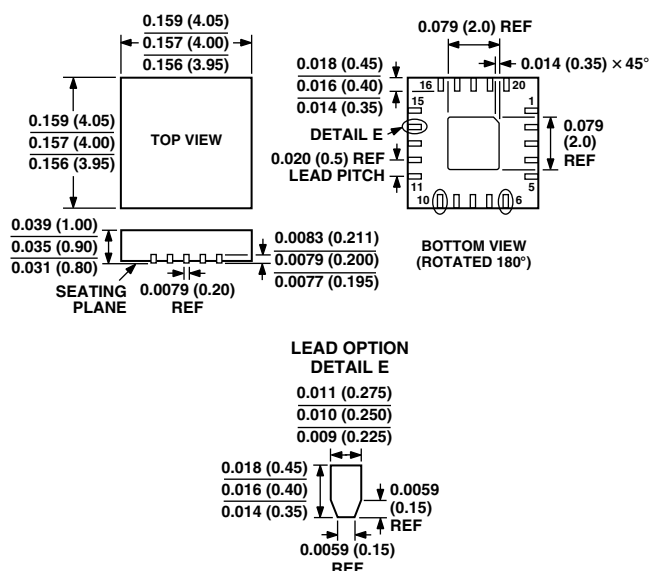 0.159 (4.05)
0.157 (4.00)
0.156 (3.95)
0.159 (4.05)
0.157 (4.00)
0.156 (3.95)
TOP VIEW
0.039 (1.00)
0.035 (0.90)
0.031 (0.80)
SEATING
PLANE
0.0079 (0.20)
REF
0.0083 (0.211)
0.0079 (0.200)
0.0077 (0.195)
0.079 (2.0) REF
0.014 (0.35) × 45°
0.018 (0.45)
0.016 (0.40)
0.014 (0.35)
16
20
15
1
DETAIL E
0.079
(2.0)
REF
0.020 (0.5) REF
LEAD PITCH
11
5
10
6
BOTTOM VIEW
(ROTATED 180°)
LEAD OPTION
DETAIL E
0.011 (0.275)
0.010 (0.250)
0.009 (0.225)
0.018 (0.45)
0.016 (0.40)
0.014 (0.35)
0.0059
(0.15)
REF
0.0059 (0.15)
REF